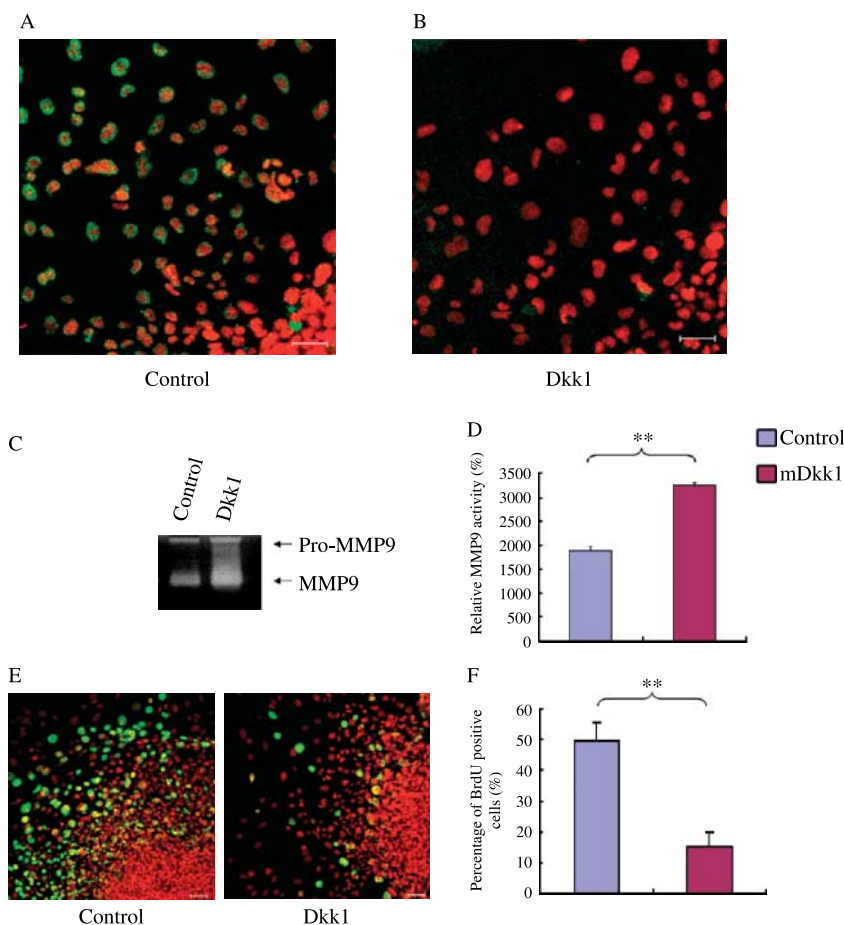 A
B
Control
Dkk1
C
Control
Dkk1
Pro-MMP9
MMP9
D
**
Control
mDkk1
Relative MMP9 activity (%)
3500
3000
2500
2000
1500
1000
500
0
E
Control
Dkk1
F
**
Percentage of BrdU positive
cells (%)
60
50
40
30
20
10
0